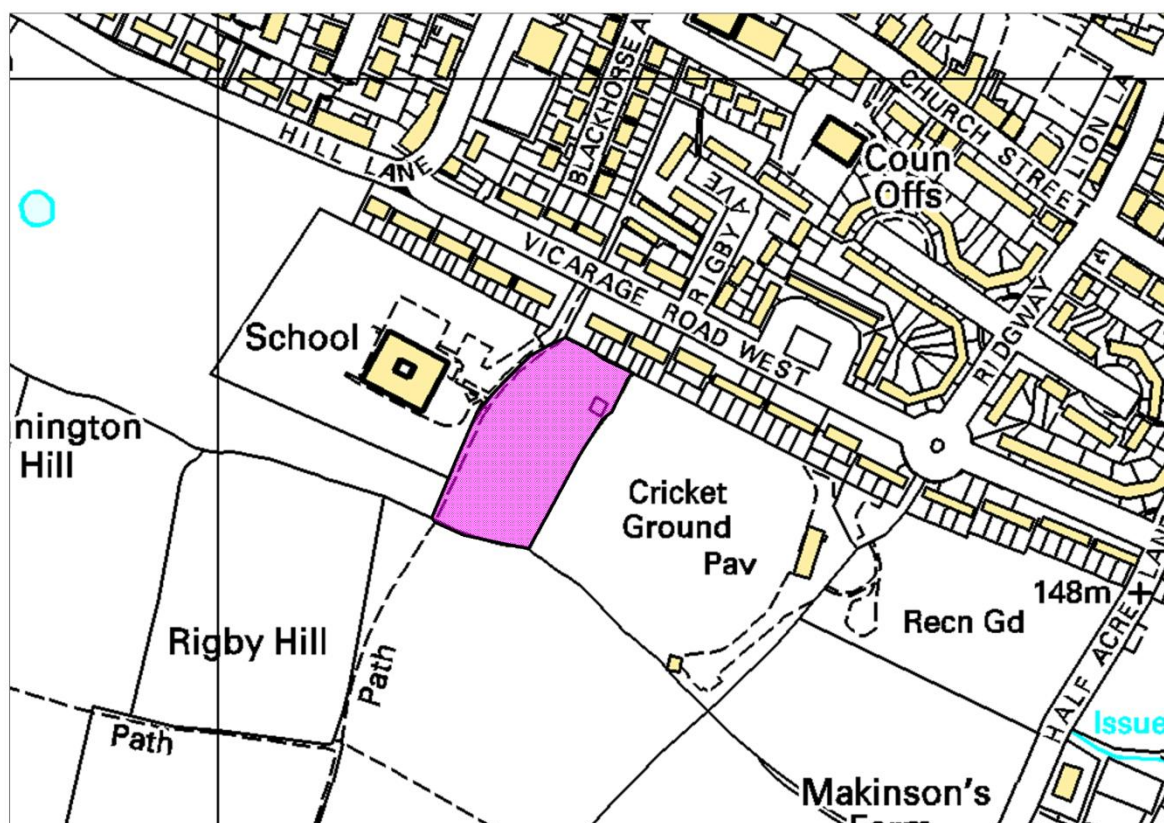 BLACKHORSE A
CHURCH STREET
LION LA
HILL LANE
Coun
Offs
AVE
RIGBY
VICARAGE ROAD WEST
RIDGWAY
School
nington
Hill
Cricket
Ground
Pav
148m
Recn Gd
Rigby Hill
Path
Path
HALF ACRE LANE
Issue
Makinson's
Farm